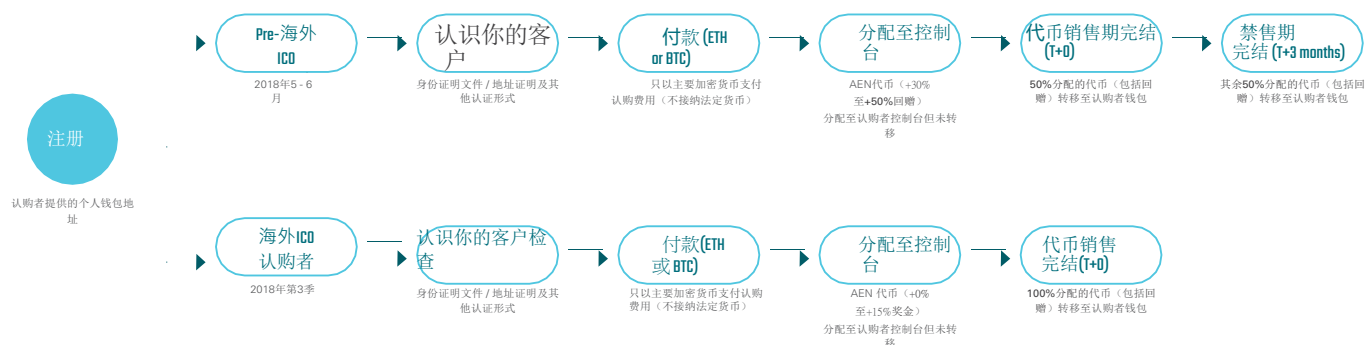 注册
认购者提供的个人钱包地
址
Pre-海外
ICO
2018年5 - 6
月
认识你的客
户
身份证明文件 / 地址证明及其
他认证形式
付款 (ETH
or BTC)
只以主要加密货币支付
认购费用（不接纳法定货币）
分配至控制
台
AEN代币（+30%
至+50%回赠）
分配至认购者控制台但未转
移
代币销售期完结
(T+0)
50%分配的代币（包括回
赠）转移至认购者钱包
禁售期
完结 (T+3 months)
其余50%分配的代币（包括回
赠）转移至认购者钱包
海外ICO
认购者
2018年第3季
认识你的客户检
查
身份证明文件 / 地址证明及其
他认证形式
付款(ETH
或 BTC)
只以主要加密货币支付认购
费用（不接纳法定货币）
分配至控制
台
AEN 代币（+0%
至+15%奖金）
分配至认购者控制台但未转
移
代币销售
完结(T+0)
100%分配的代币（包括回
赠）转移至认购者钱包